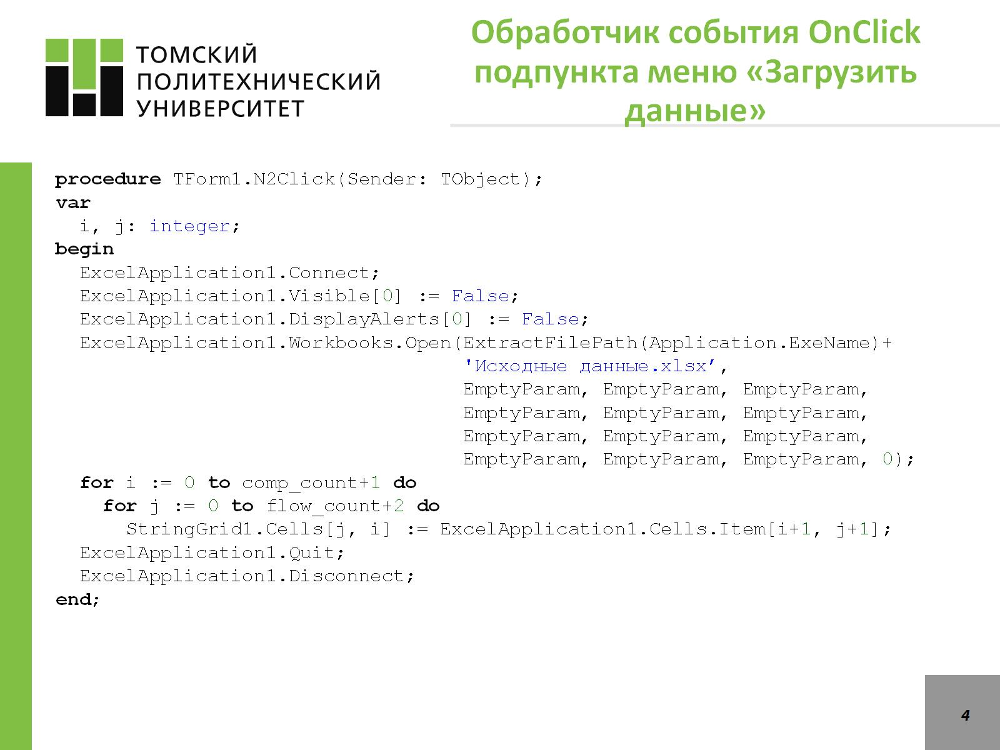 ТОМСКИЙ
ПОЛИТЕХНИЧЕСКИЙ
УНИВЕРСИТЕТ
Обработчик события OnClick
подпункта меню «Загрузить
данные»
procedure TForm1.N2Click(Sender: TObject);
var
  i, j: integer;
begin
  ExcelApplication1.Connect;
  ExcelApplication1.Visible[0] := False;
  ExcelApplication1.DisplayAlerts[0] := False;
  ExcelApplication1.Workbooks.Open(ExtractFilePath(Application.ExeName)+
                                   'Исходные данные.xlsx’,
                                   EmptyParam, EmptyParam, EmptyParam,
                                   EmptyParam, EmptyParam, EmptyParam,
                                   EmptyParam, EmptyParam, EmptyParam,
                                   EmptyParam, EmptyParam, EmptyParam, 0);
  for i := 0 to comp_count+1 do
    for j := 0 to flow_count+2 do
      StringGrid1.Cells[j, i] := ExcelApplication1.Cells.Item[i+1, j+1];
  ExcelApplication1.Quit;
  ExcelApplication1.Disconnect;
end;
4